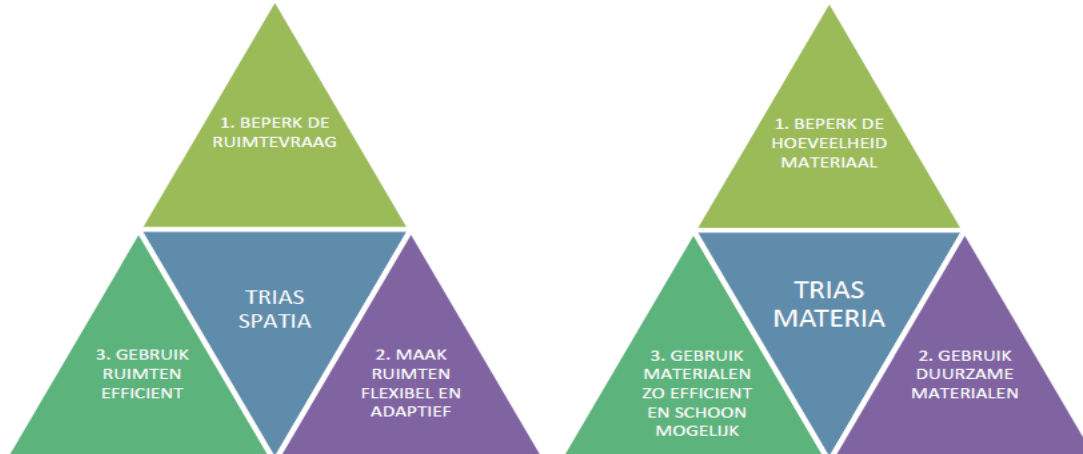 1. BEPERK DE
RUIMTEVRAAG
TRIAS
SPATIA
3. GEBRUIK
RUIMTEN
EFFICIENT
2. MAAK
RUIMTEN
FLEXIBEL EN
ADAPTIEF
1. BEPERK DE
HOEVEELHEID
MATERIAAL
TRIAS
MATERIA
3. GEBRUIK
MATERIALEN
ZO EFFICIENT
EN SCHOON
MOGELIJK
2. GEBRUIK
DUURZAME
MATERIALEN